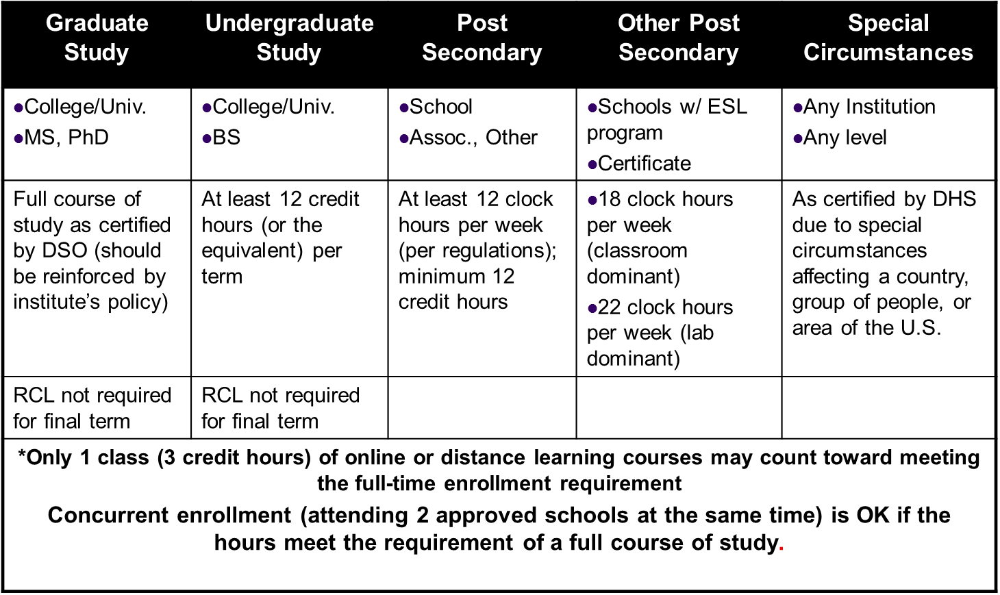 Graduate
Study
Undergraduate
Study
Post
Secondary
Other Post
Secondary
Special
Circumstances
●College/Univ.
●MS, PhD
●College/Univ.
●BS
●School
●Assoc., Other
●Schools w/ ESL
program
●Certificate
●Any Institution
●Any level
Full course of
study as certified
by DSO (should
be reinforced by
institute’s policy)
At least 12 credit
hours (or the
equivalent) per
term
At least 12 clock
hours per week
(per regulations);
minimum 12
credit hours
●18 clock hours
per week
(classroom
dominant)
●22 clock hours
per week (lab
dominant)
As certified by DHS
due to special
circumstances
affecting a country,
group of people, or
area of the U.S.
RCL not required
for final term
RCL not required
for final term
*Only 1 class (3 credit hours) of online or distance learning courses may count toward meeting
the full-time enrollment requirement
Concurrent enrollment (attending 2 approved schools at the same time) is OK if the
hours meet the requirement of a full course of study.